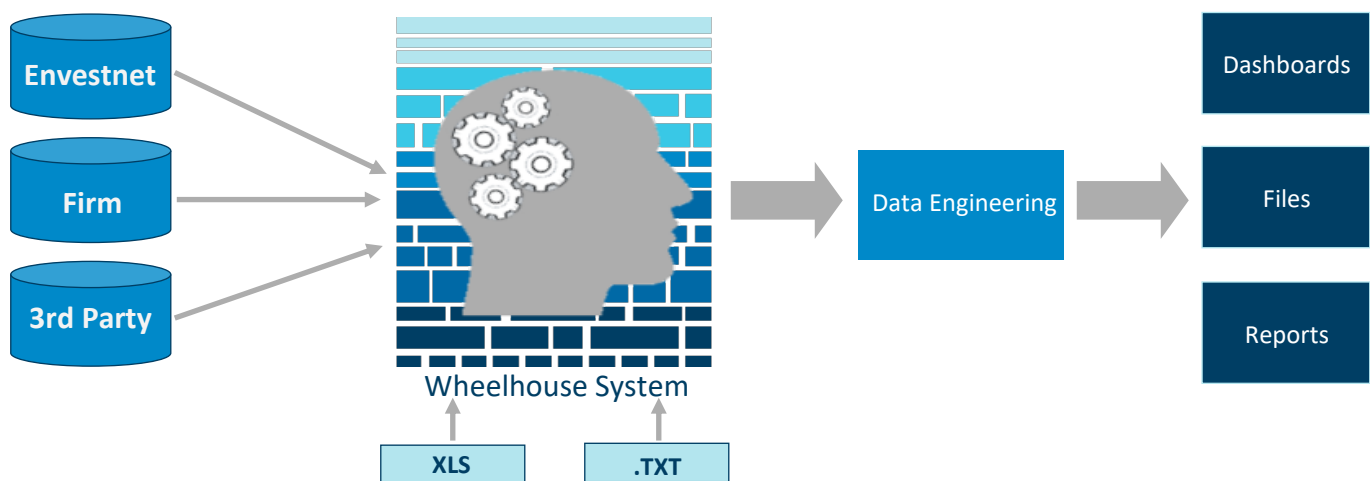 Envestnet
Firm
3rd Party
Wheelhouse System
XLS
.TXT
Data Engineering
Dashboards
Files
Reports